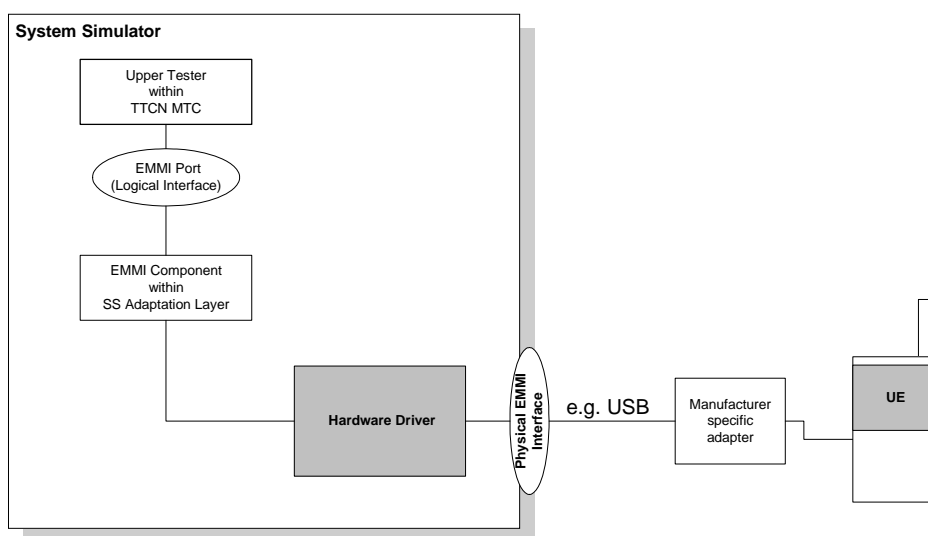 System Simulator
Upper Tester
within
TTCN MTC
EMMI Port
(Logical Interface)
EMMI Component
within
SS Adaptation Layer
Hardware Driver
Physical EMMI
Interface
e.g. USB
Manufacturer
specific
adapter
UE